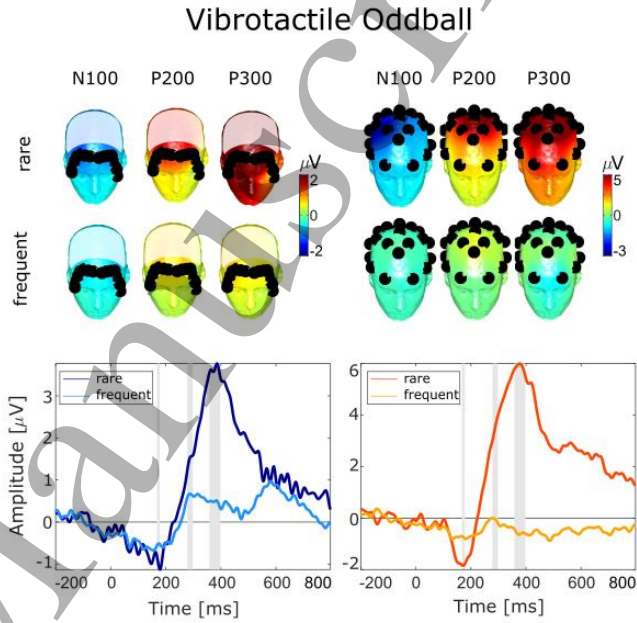 Vibrotactile Oddball
N100 P200 P300 N100 P200 P300
rare
frequent
μV
2
0
-2
μV
5
0
-3
rare
frequent
Amplitude [μV]
3
1
0
-1
-200 0 200 400 600 800
Time [ms]
rare
frequent
6
4
2
0
-2
-200 0 200 400 600 800
Time [ms]
Manuscri